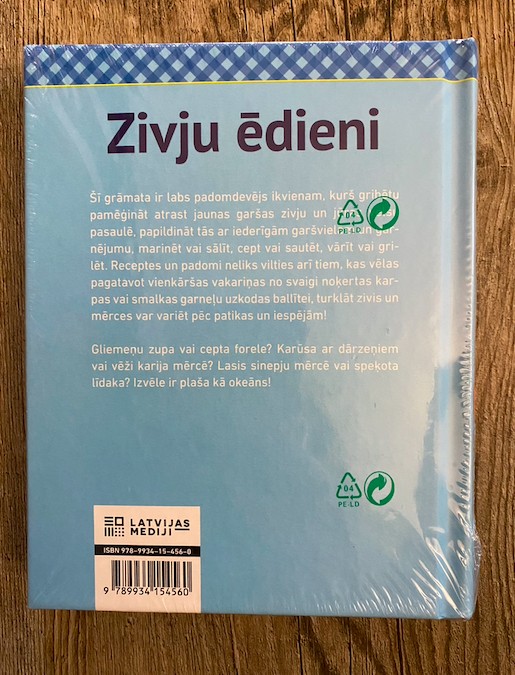 Zivju ēdieni
Šī grāmata ir labs padomdevējs ikvienam, kurš gribētu
pamēģināt atrast jaunas garšas zivju un
pasaulē, papildināt tās ar iederīgām garšvielām un gar-
nējumu, marinēt vai sālīt, cept vai sautēt, vārīt vai gri-
lēt. Receptes un padomi neliks vilties arī tiem, kas vēlas
pagatavot vienkāršas vakariņas no svaigi noķertas kar-
pas vai smalkas garneļu uzkodas ballītei, turklāt zivis un
mērces var variēt pēc patikas un iespējām!
Gliemeņu zupa vai cepta forele? Karūsa ar dārzeņiem
vai vēži karija mērcē? Lasis sinepju mērcē vai speķota
līdaka? Izvēle ir plaša kā okeāns!
04
PE-LD
04
PE-LD
LATVIJAS
MEDIJI
ISBN 978-9934-15-456-0
9 789934 154560